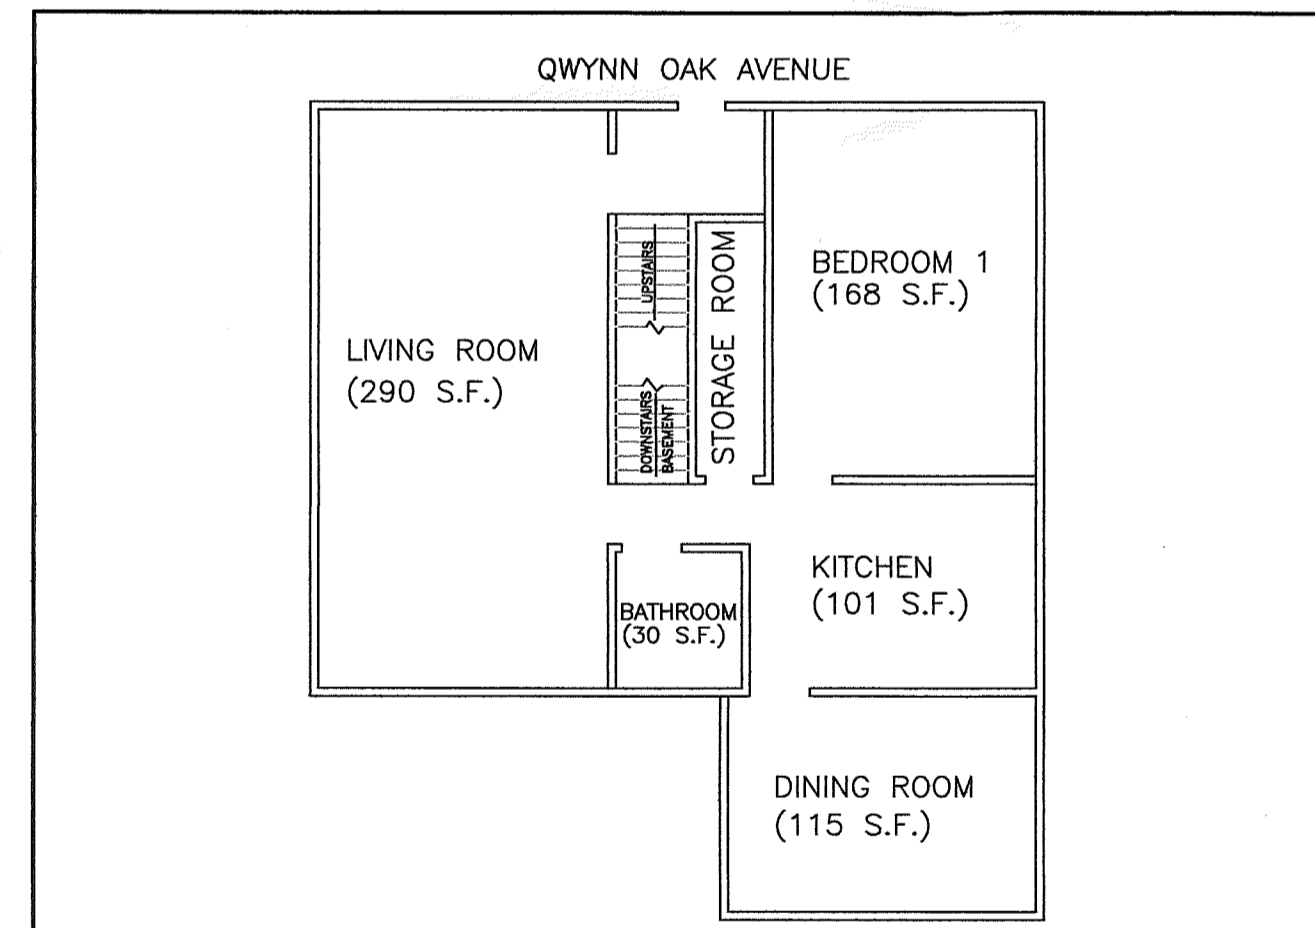 QWYNN OAK AVENUE
BEDROOM 1
(168 S.F.)
LIVING ROOM
(290 S.F.)
UPSTAIRS
STORAGE ROOM
DOWNSTAIRS
BASEMENT
KITCHEN
(101 S.F.)
BATHROOM
(30 S.F.)
DINING ROOM
(115 S.F.)